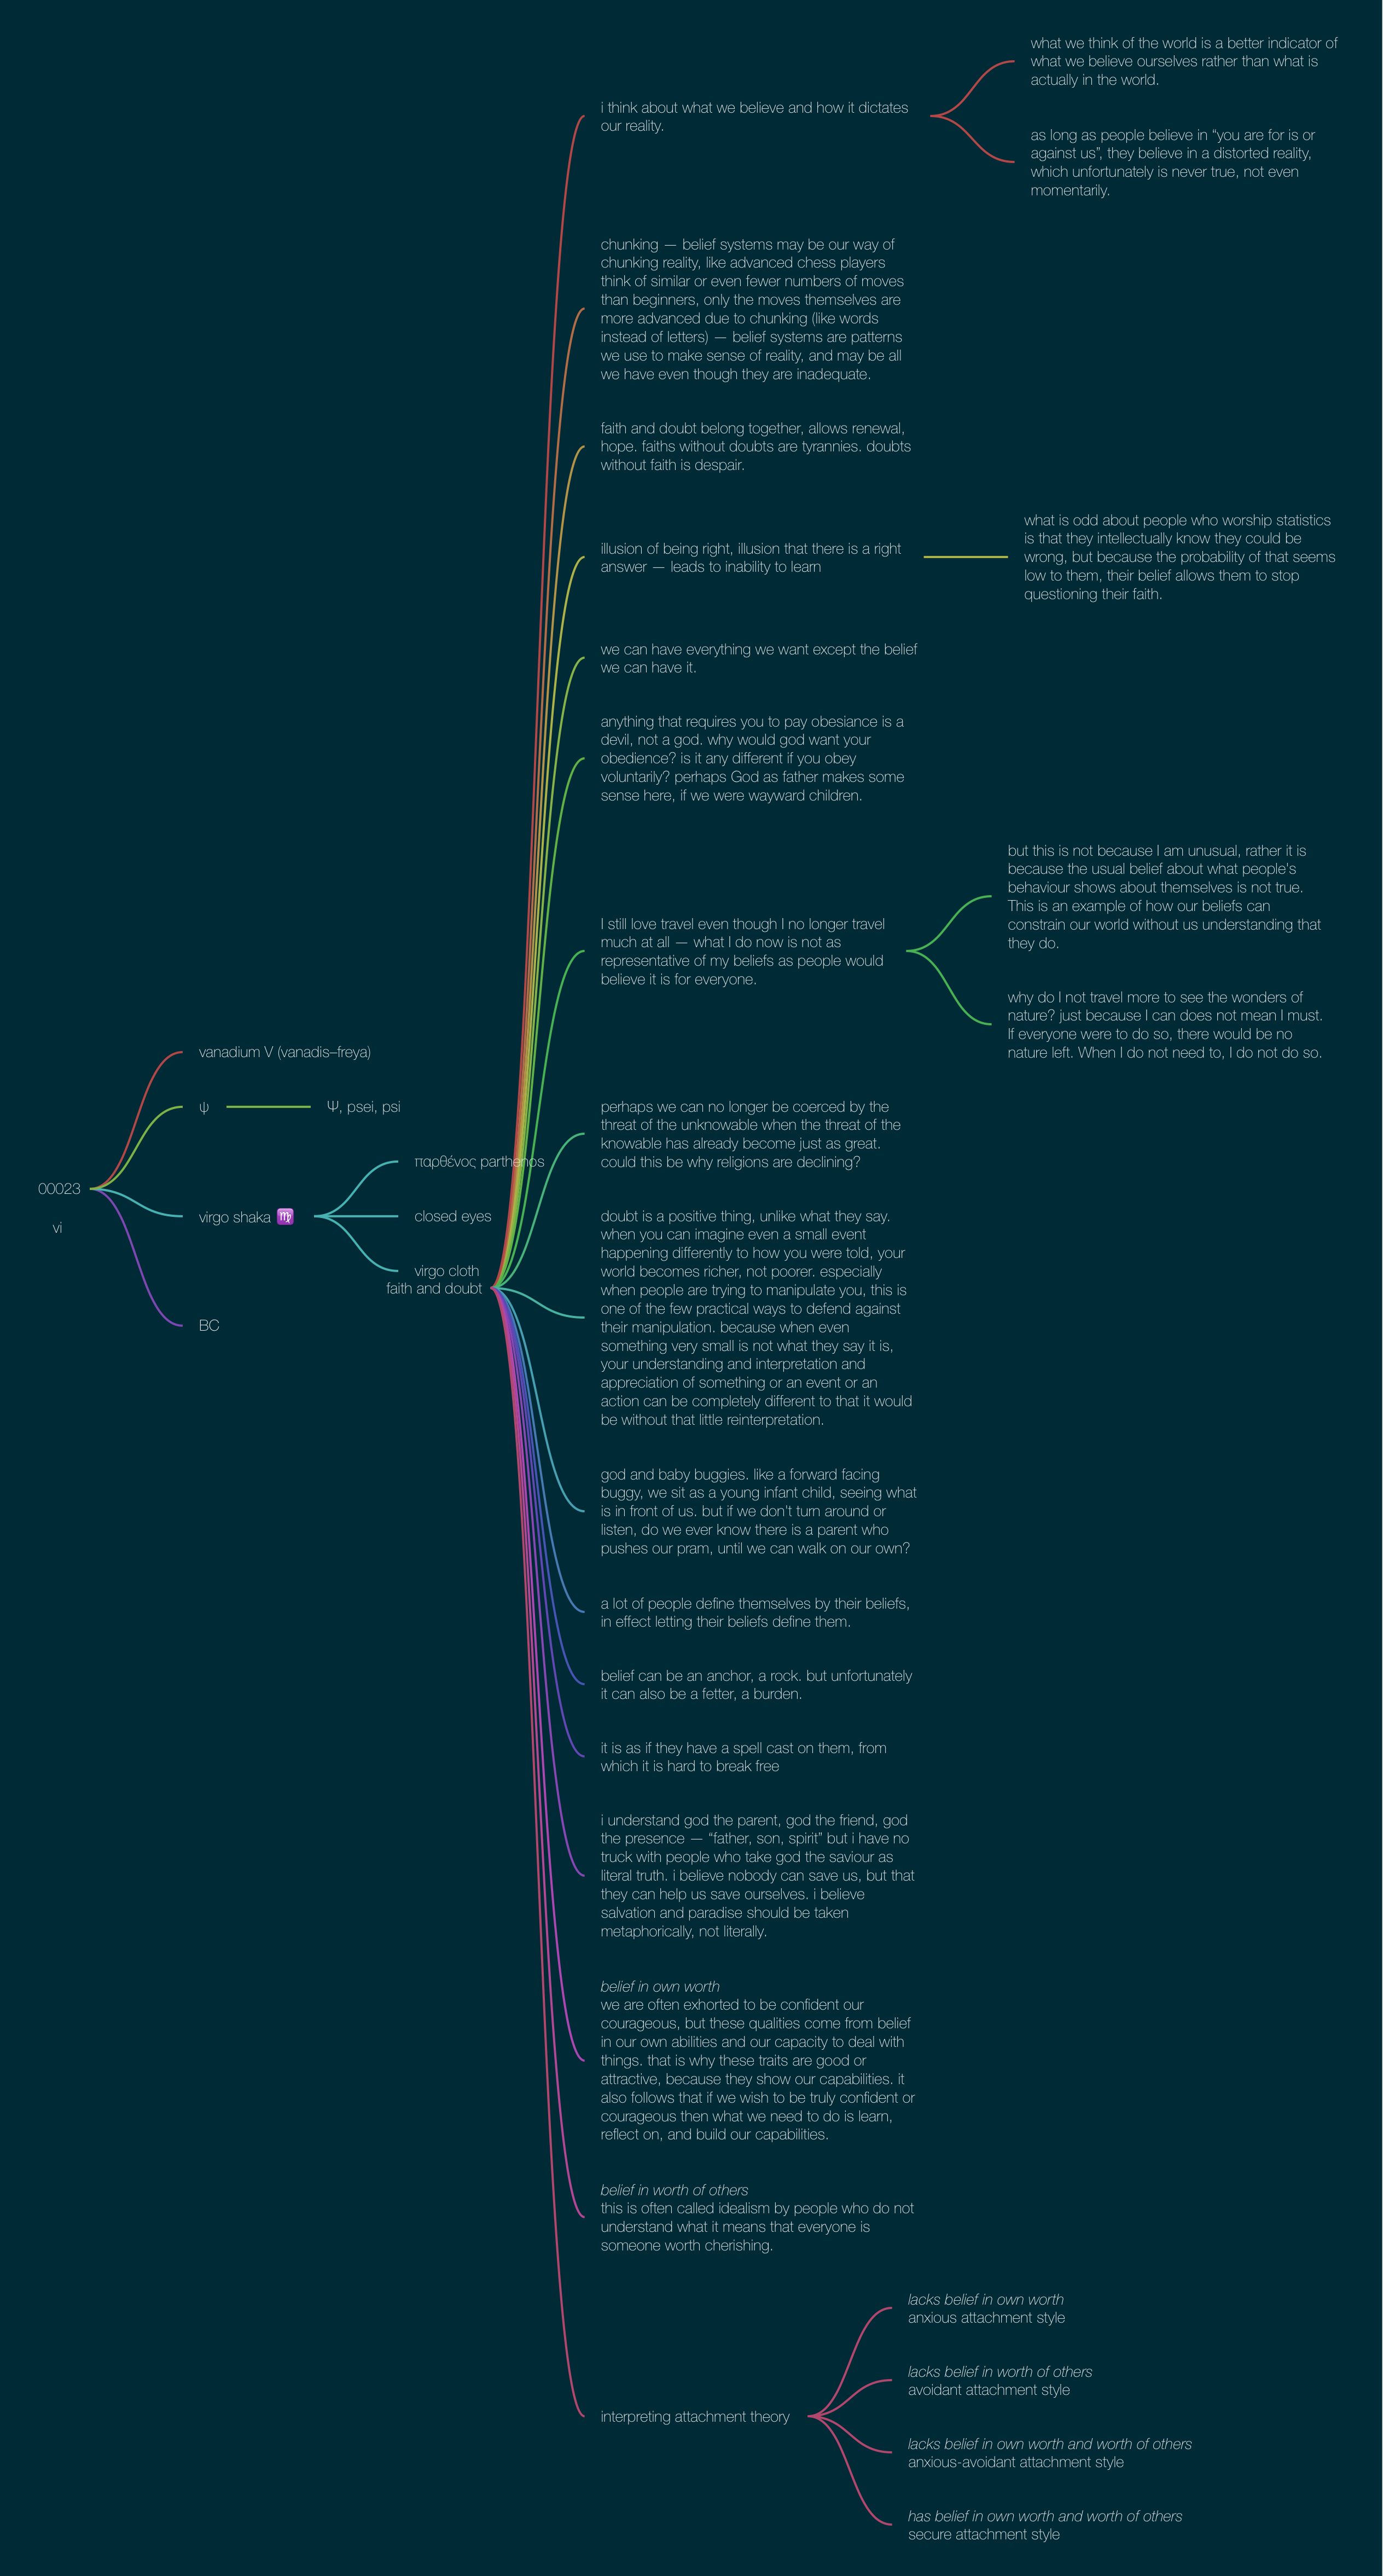 00023
vi
vanadium V (vanadis–freya)
ψ
Ψ, psei, psi
virgo shaka ♍
παρθένος parthenos
closed eyes
virgo cloth
BC
faith and doubt
i think about what we believe and how it dictates
our reality.
what we think of the world is a better indicator of
what we believe ourselves rather than what is
actually in the world.
as long as people believe in “you are for is or
against us”, they believe in a distorted reality,
which unfortunately is never true, not even
momentarily.
chunking — belief systems may be our way of
chunking reality, like advanced chess players
think of similar or even fewer numbers of moves
than beginners, only the moves themselves are
more advanced due to chunking (like words
instead of letters) — belief systems are patterns
we use to make sense of reality, and may be all
we have even though they are inadequate.
faith and doubt belong together, allows renewal,
hope. faiths without doubts are tyrannies. doubts
without faith is despair.
illusion of being right, illusion that there is a right
answer — leads to inability to learn
what is odd about people who worship statistics
is that they intellectually know they could be
wrong, but because the probability of that seems
low to them, their belief allows them to stop
questioning their faith.
we can have everything we want except the belief
we can have it.
anything that requires you to pay obesiance is a
devil, not a god. why would god want your
obedience? is it any different if you obey
voluntarily? perhaps God as father makes some
sense here, if we were wayward children.
I still love travel even though I no longer travel
much at all — what I do now is not as
representative of my beliefs as people would
believe it is for everyone.
but this is not because I am unusual, rather it is
because the usual belief about what people's
behaviour shows about themselves is not true.
This is an example of how our beliefs can
constrain our world without us understanding that
they do.
why do I not travel more to see the wonders of
nature? just because I can does not mean I must.
If everyone were to do so, there would be no
nature left. When I do not need to, I do not do so.
perhaps we can no longer be coerced by the
threat of the unknowable when the threat of the
knowable has already become just as great.
could this be why religions are declining?
doubt is a positive thing, unlike what they say.
when you can imagine even a small event
happening differently to how you were told, your
world becomes richer, not poorer. especially
when people are trying to manipulate you, this is
one of the few practical ways to defend against
their manipulation. because when even
something very small is not what they say it is,
your understanding and interpretation and
appreciation of something or an event or an
action can be completely different to that it would
be without that little reinterpretation.
god and baby buggies. like a forward facing
buggy, we sit as a young infant child, seeing what
is in front of us. but if we don't turn around or
listen, do we ever know there is a parent who
pushes our pram, until we can walk on our own?
a lot of people define themselves by their beliefs,
in effect letting their beliefs define them.
belief can be an anchor, a rock. but unfortunately
it can also be a fetter, a burden.
it is as if they have a spell cast on them, from
which it is hard to break free
i understand god the parent, god the friend, god
the presence — “father, son, spirit” but i have no
truck with people who take god the saviour as
literal truth. i believe nobody can save us, but that
they can help us save ourselves. i believe
salvation and paradise should be taken
metaphorically, not literally.
belief in own worth
we are often exhorted to be confident our
courageous, but these qualities come from belief
in our own abilities and our capacity to deal with
things. that is why these traits are good or
attractive, because they show our capabilities. it
also follows that if we wish to be truly confident or
courageous then what we need to do is learn,
reflect on, and build our capabilities.
belief in worth of others
this is often called idealism by people who do not
understand what it means that everyone is
someone worth cherishing.
interpreting attachment theory
lacks belief in own worth
anxious attachment style
lacks belief in worth of others
avoidant attachment style
lacks belief in own worth and worth of others
anxious-avoidant attachment style
has belief in own worth and worth of others
secure attachment style